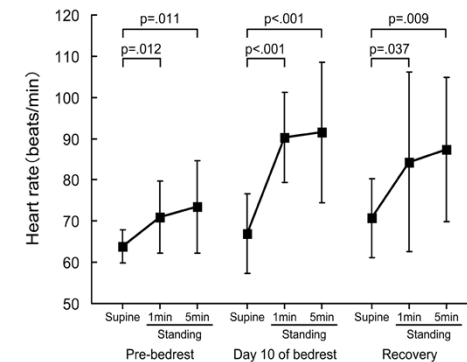 120
110
100
90
80
70
60
50
Heart rate (beats/min)
p=.011
p=.012
p<.001
p<.001
p=.009
p=.037
Supine 1min 5min Supine 1min 5min Supine 1min 5min
Standing Standing Standing
Pre-bedrest Day 10 of bedrest Recovery